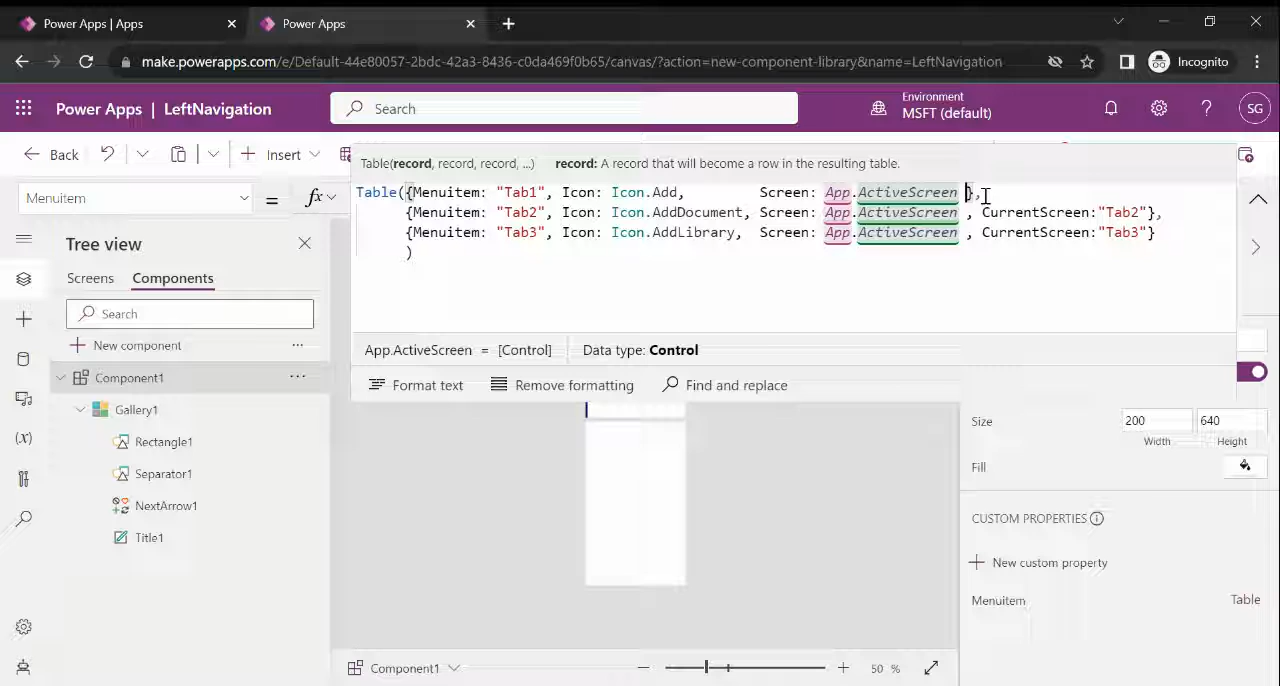 Power Apps | Apps
Power Apps
make.powerapps.com/e/Default-44e80057-2bdc-42a3-8436-c0da469f0b65/canvas/?action=new-component-library&name=LeftNavigation
Incognito
Power Apps | LeftNavigation
Search
Environment
MSFT (default)
SG
Back
Insert
Table(record, record, record, ...) record: A record that will become a row in the resulting table.
Menuitem
=
fx
Table({Menuitem: "Tab1", Icon: Icon.Add, Screen: App.ActiveScreen },
{Menuitem: "Tab2", Icon: Icon.AddDocument, Screen: App.ActiveScreen , CurrentScreen:"Tab2"},
{Menuitem: "Tab3", Icon: Icon.AddLibrary, Screen: App.ActiveScreen , CurrentScreen:"Tab3"}
)
Tree view
Screens
Components
Search
New component
Component1
Gallery1
Rectangle1
Separator1
NextArrow1
Title1
App.ActiveScreen = [Control]
Data type: Control
Format text
Remove formatting
Find and replace
Size
200
640
Width
Height
Fill
CUSTOM PROPERTIES
New custom property
Menuitem
Table
Component1
50 %